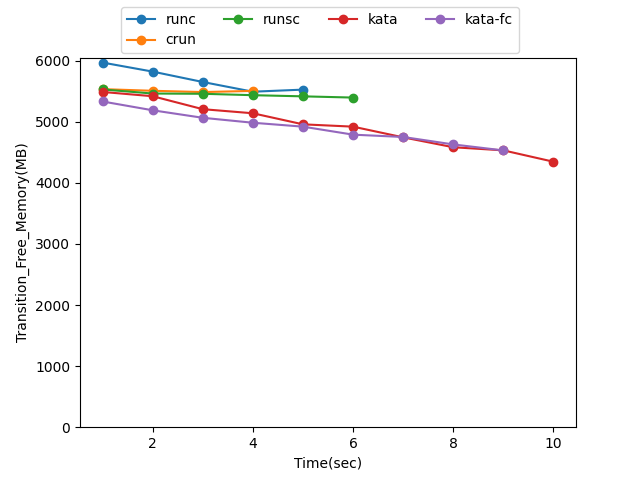 runc runsc kata kata-fc
crun
6000
5000
4000
3000
2000
1000
0
Transition_Free_Memory(MB)
2 4 6 8 10
Time(sec)